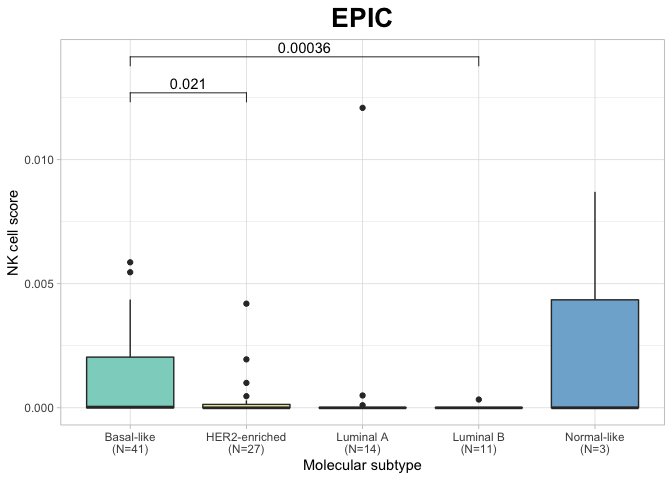 EPIC
0.00036
0.021
0.010
0.005
0.000
NK cell score
Basal-like
(N=41)
HER2-enriched
(N=27)
Luminal A
(N=14)
Luminal B
(N=11)
Normal-like
(N=3)
Molecular subtype